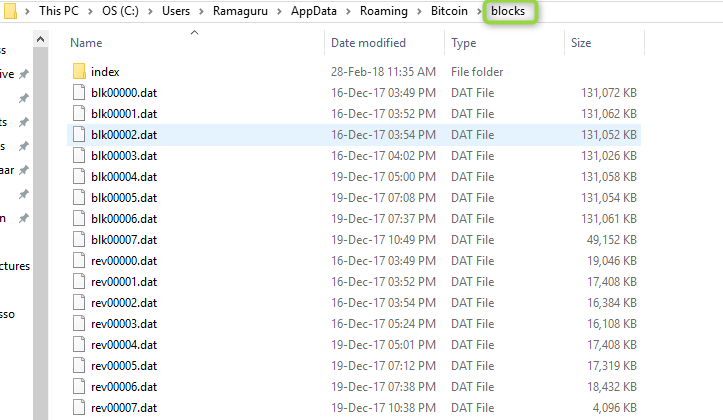 This PC > OS (C:) > Users > Ramaguru > AppData > Roaming > Bitcoin > blocks
Name Date modified Type Size
index 28-Feb-18 11:35 AM File folder
blk00000.dat 16-Dec-17 03:49 PM DAT File 131,072 KB
blk00001.dat 16-Dec-17 03:52 PM DAT File 131,062 KB
blk00002.dat 16-Dec-17 03:54 PM DAT File 131,052 KB
blk00003.dat 16-Dec-17 04:02 PM DAT File 131,026 KB
blk00004.dat 19-Dec-17 05:00 PM DAT File 131,058 KB
blk00005.dat 19-Dec-17 07:08 PM DAT File 131,054 KB
blk00006.dat 19-Dec-17 07:37 PM DAT File 131,061 KB
blk00007.dat 19-Dec-17 10:49 PM DAT File 49,152 KB
rev00000.dat 16-Dec-17 03:49 PM DAT File 19,046 KB
rev00001.dat 16-Dec-17 03:52 PM DAT File 17,408 KB
rev00002.dat 16-Dec-17 03:54 PM DAT File 16,384 KB
rev00003.dat 16-Dec-17 05:24 PM DAT File 16,108 KB
rev00004.dat 19-Dec-17 05:01 PM DAT File 17,408 KB
rev00005.dat 19-Dec-17 07:12 PM DAT File 17,319 KB
rev00006.dat 19-Dec-17 07:38 PM DAT File 18,432 KB
rev00007.dat 19-Dec-17 10:38 PM DAT File 4,096 KB